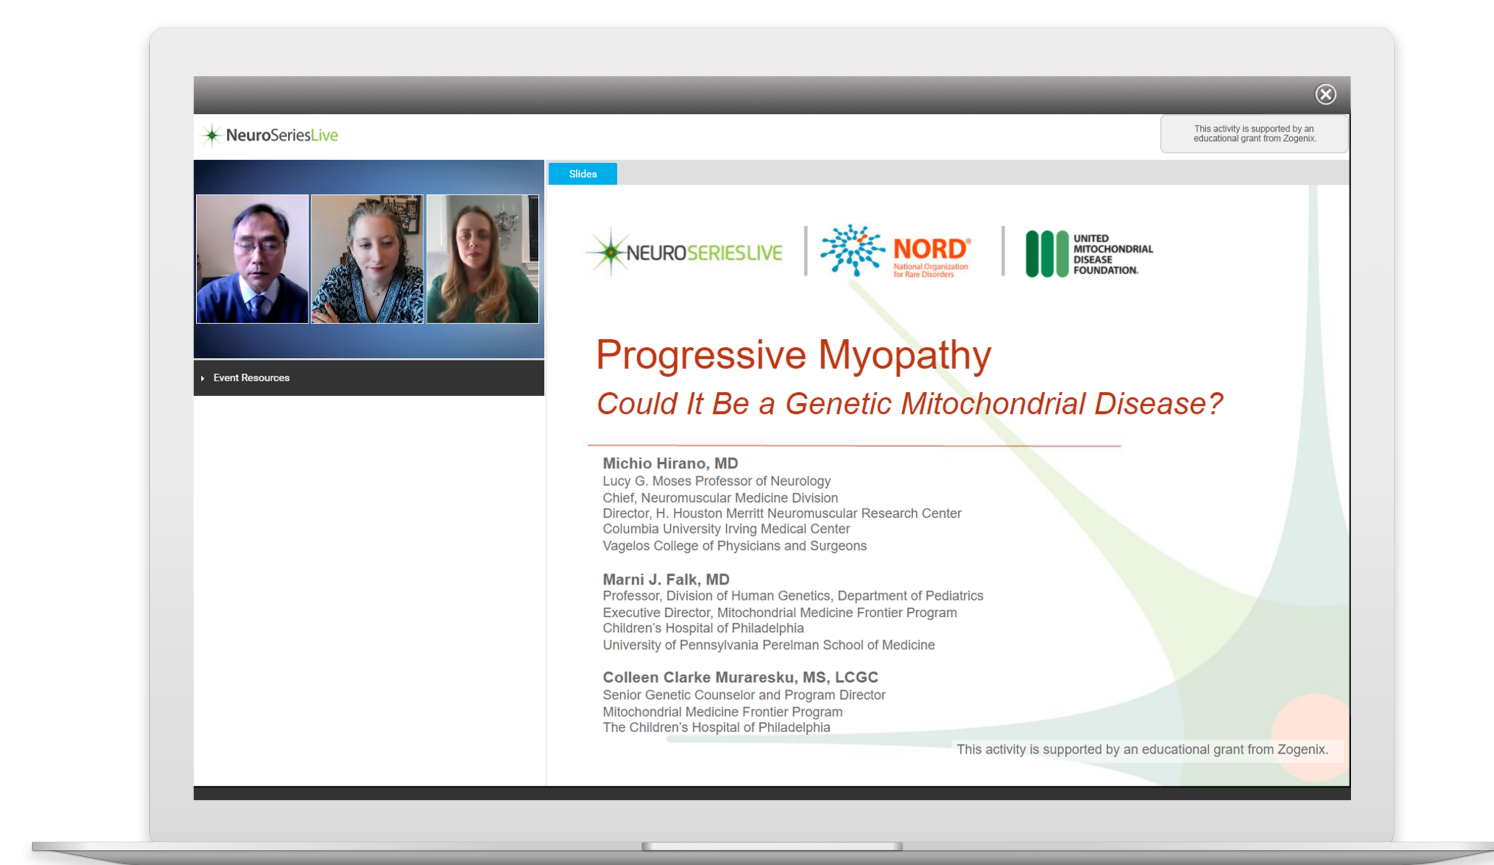 NeuroSeriesLive
This activity is supported by an
educational grant from Zogenix.
Slides
Event Resources
NEUROSERIESLIVE
NORD®
National Organization
for Rare Disorders
UNITED
MITOCHONDRIAL
DISEASE
FOUNDATION.
Progressive Myopathy
Could It Be a Genetic Mitochondrial Disease?
Michio Hirano, MD
Lucy G. Moses Professor of Neurology
Chief, Neuromuscular Medicine Division
Director, H. Houston Merritt Neuromuscular Research Center
Columbia University Irving Medical Center
Vagelos College of Physicians and Surgeons
Marni J. Falk, MD
Professor, Division of Human Genetics, Department of Pediatrics
Executive Director, Mitochondrial Medicine Frontier Program
Children's Hospital of Philadelphia
University of Pennsylvania Perelman School of Medicine
Colleen Clarke Muraresku, MS, LCGC
Senior Genetic Counselor and Program Director
Mitochondrial Medicine Frontier Program
The Children's Hospital of Philadelphia
This activity is supported by an educational grant from Zogenix.